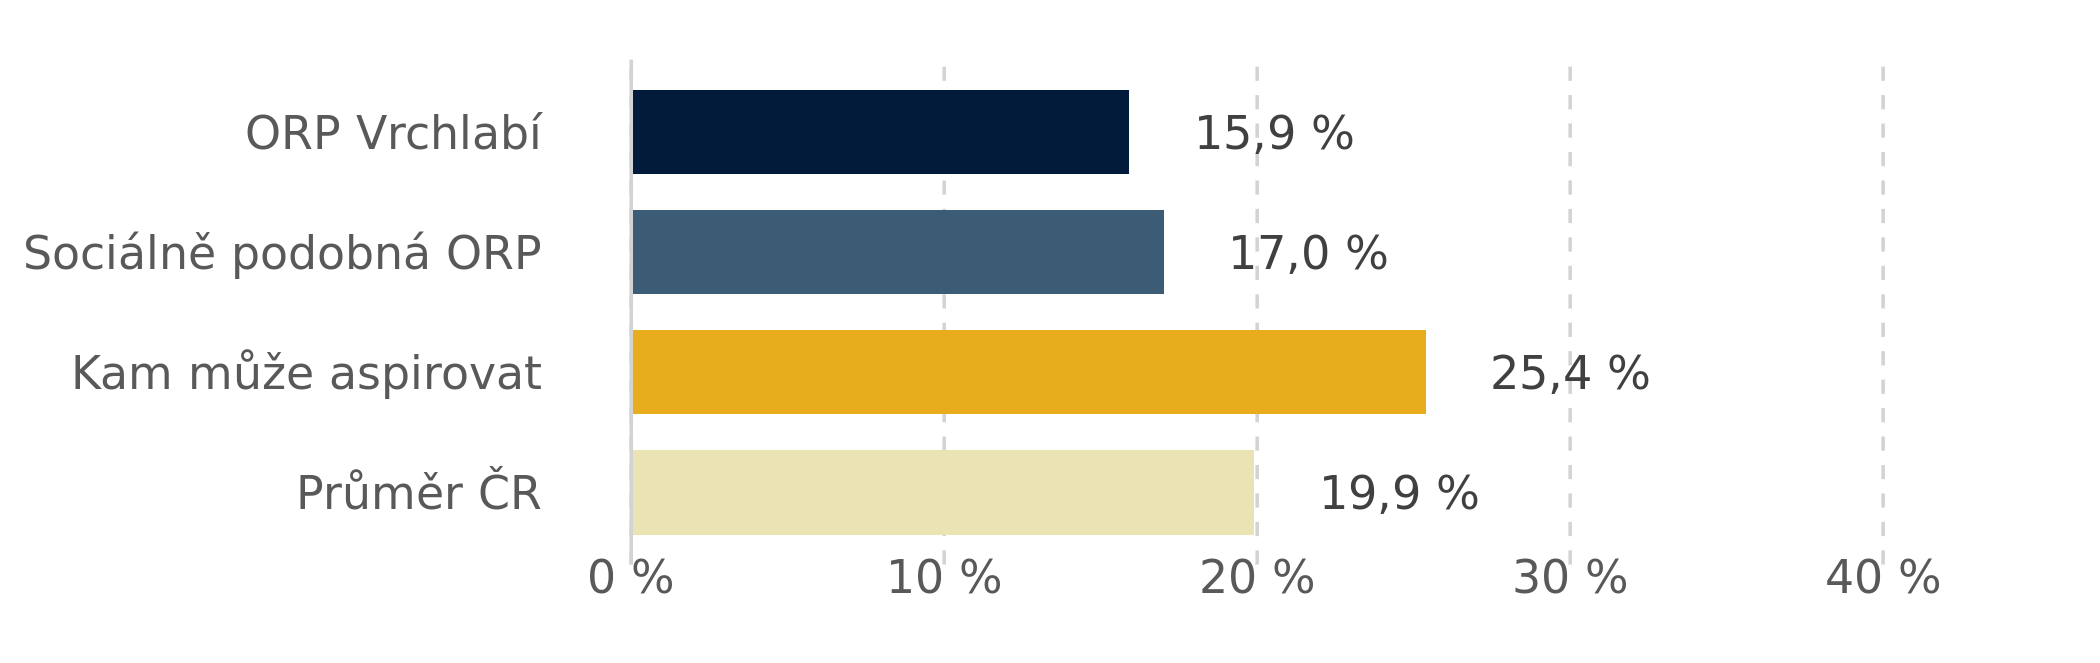 ORP Vrchlabí
15,9 %
Sociálně podobná ORP
17,0 %
Kam může aspirovat
25,4 %
Průměr ČR
19,9 %
0 %
10 %
20 %
30 %
40 %